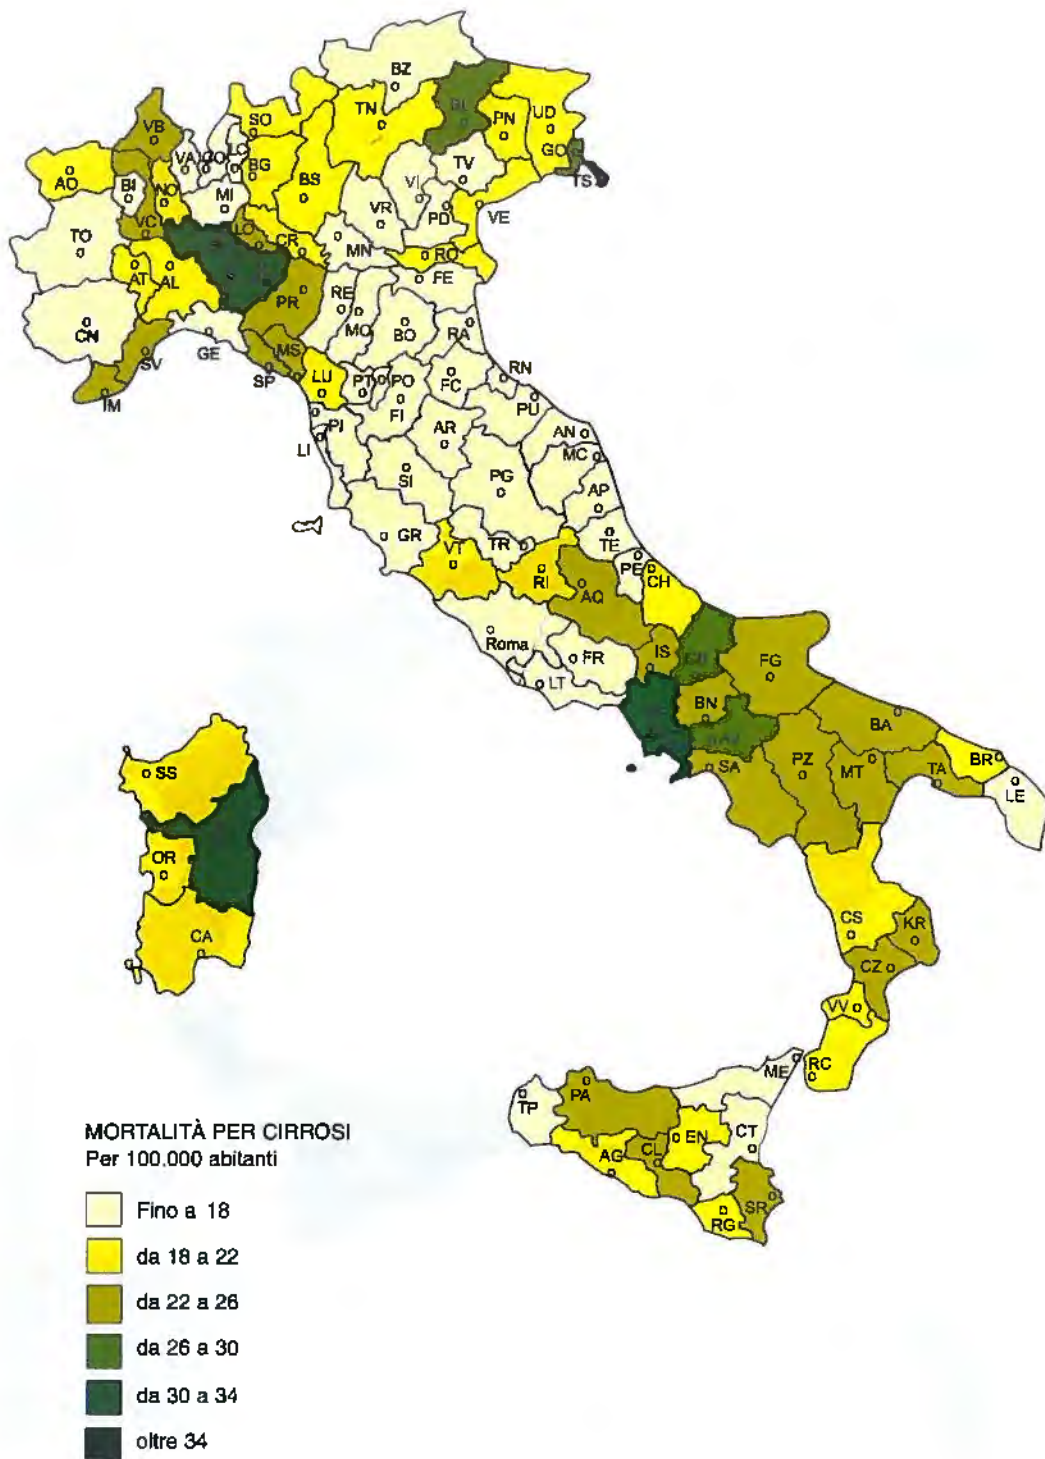 BZ
BL
TN
PN
UD
SO
VB
LC
VA
CO
GO
TS
TV
AO
BI
NO
BG
BS
VI
MI
VR
PD
VE
TO
VC
LO
CR
MN
RO
AT
AL
FE
PR
RE
CN
MO
BO
RA
SV
GE
MS
SP
LU
PT
PO
FC
RN
IM
FI
PU
PI
AR
AN
LI
MC
SI
PG
AP
GR
VT
TR
TE
PE
RI
CH
AQ
Roma
FR
IS
CB
FG
LT
BN
BA
AV
SS
SA
PZ
MT
TA
BR
LE
OR
CS
KR
CA
CZ
VV
ME
RC
TP
PA
EN
CT
AG
CL
SR
RG
MORTALITÀ PER CIRROSI
Per 100.000 abitanti
Fino a 18
da 18 a 22
da 22 a 26
da 26 a 30
da 30 a 34
oltre 34